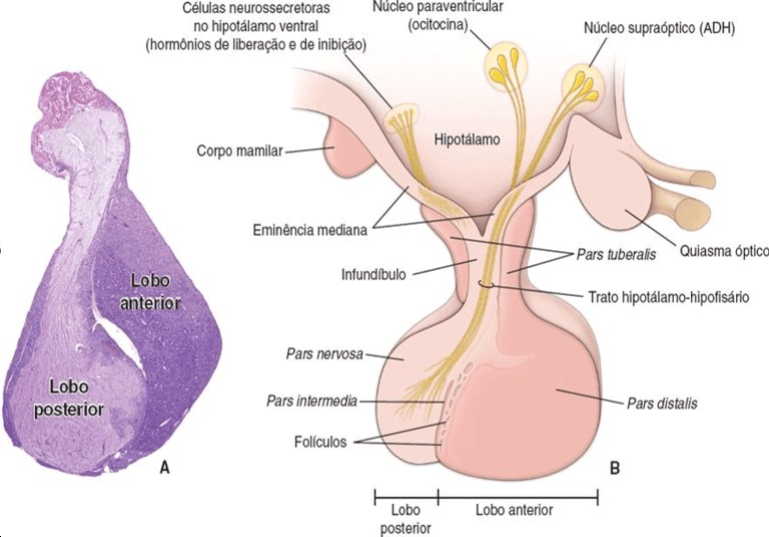 Células neurossecretoras
no hipotálamo ventral
(hormônios de liberação e de inibição)
Núcleo paraventricular
(ocitocina)
Núcleo supraóptico (ADH)
Corpo mamilar
Hipotálamo
Eminência mediana
Infundíbulo
Pars tuberalis
Quiasma óptico
Trato hipotálamo-hipofisário
Lobo
anterior
Lobo
posterior
A
Pars nervosa
Pars intermedia
Folículos
Pars distalis
B
Lobo
posterior
Lobo anterior